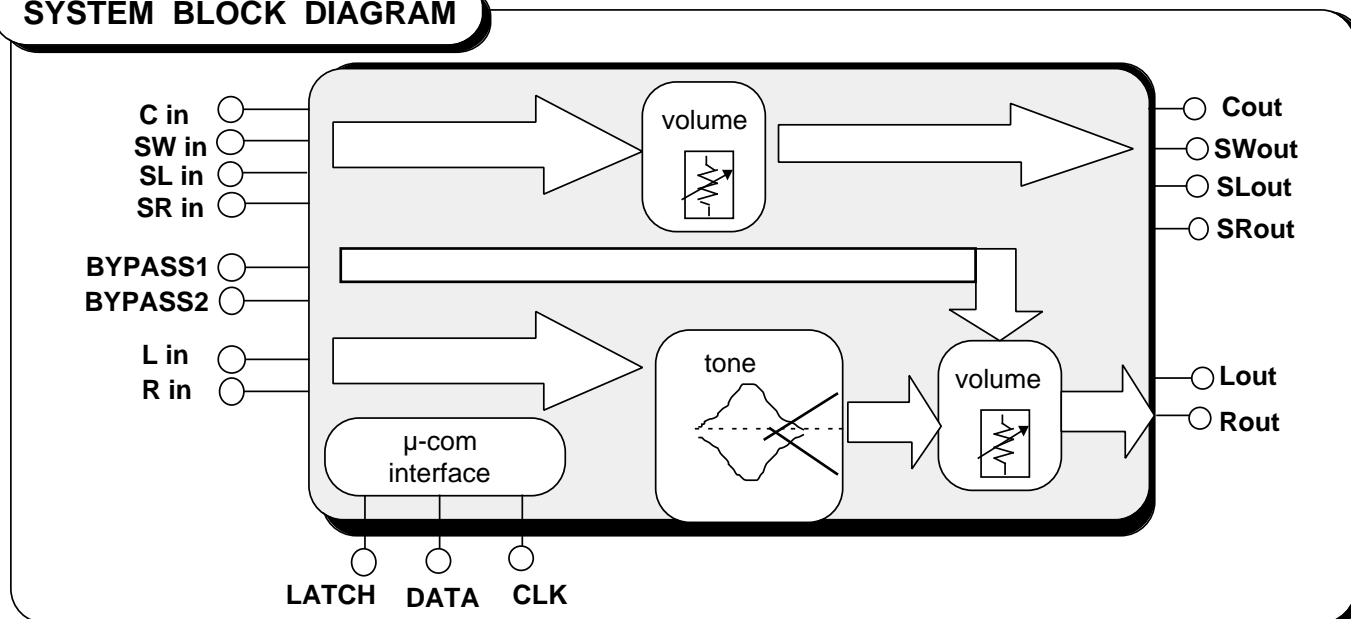 SYSTEM BLOCK DIAGRAM
C in
SW in
SL in
SR in
BYPASS1
BYPASS2
L in
R in
volume
tone
volume
µ-com
interface
LATCH
DATA
CLK
Cout
SWout
SLout
SRout
Lout
Rout